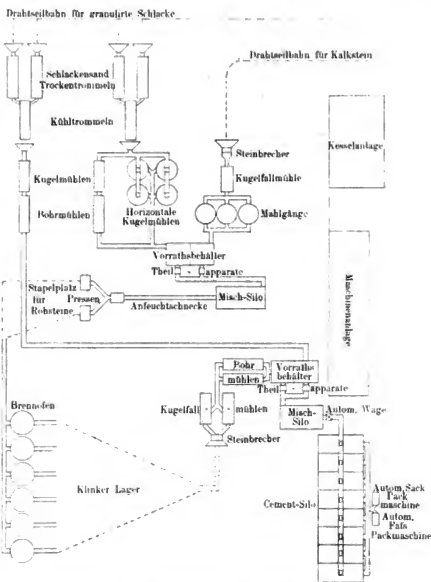 Drahtseilbahn für granulirte Schlacke
Drahtseilbahn für Kalkstein
Schlackensand
Trockentrommeln
Kühltrommeln
Steinbrecher
Kesselanlage
Kugelmühlen
Kugelfallmühle
Rohrmühlen
Horizontale
Kugelmühlen
Mahlgänge
Vorrathsbehälter
Theil apparate
Stapelplatz
für
Rohsteine
Pressen
Anfeuchtschnecke
Misch-Silo
Maschinenanlage
Rohr
mühlen
Vorraths
behälter
Theil apparate
Brennofen
Kugelfall mühlen
Misch-
Silo
Autom. Wage
Steinbrecher
Klinker Lager
Cement-Silo
Autom. Sack
Pack
maschine
Autom.
Faſs
Packmaschine